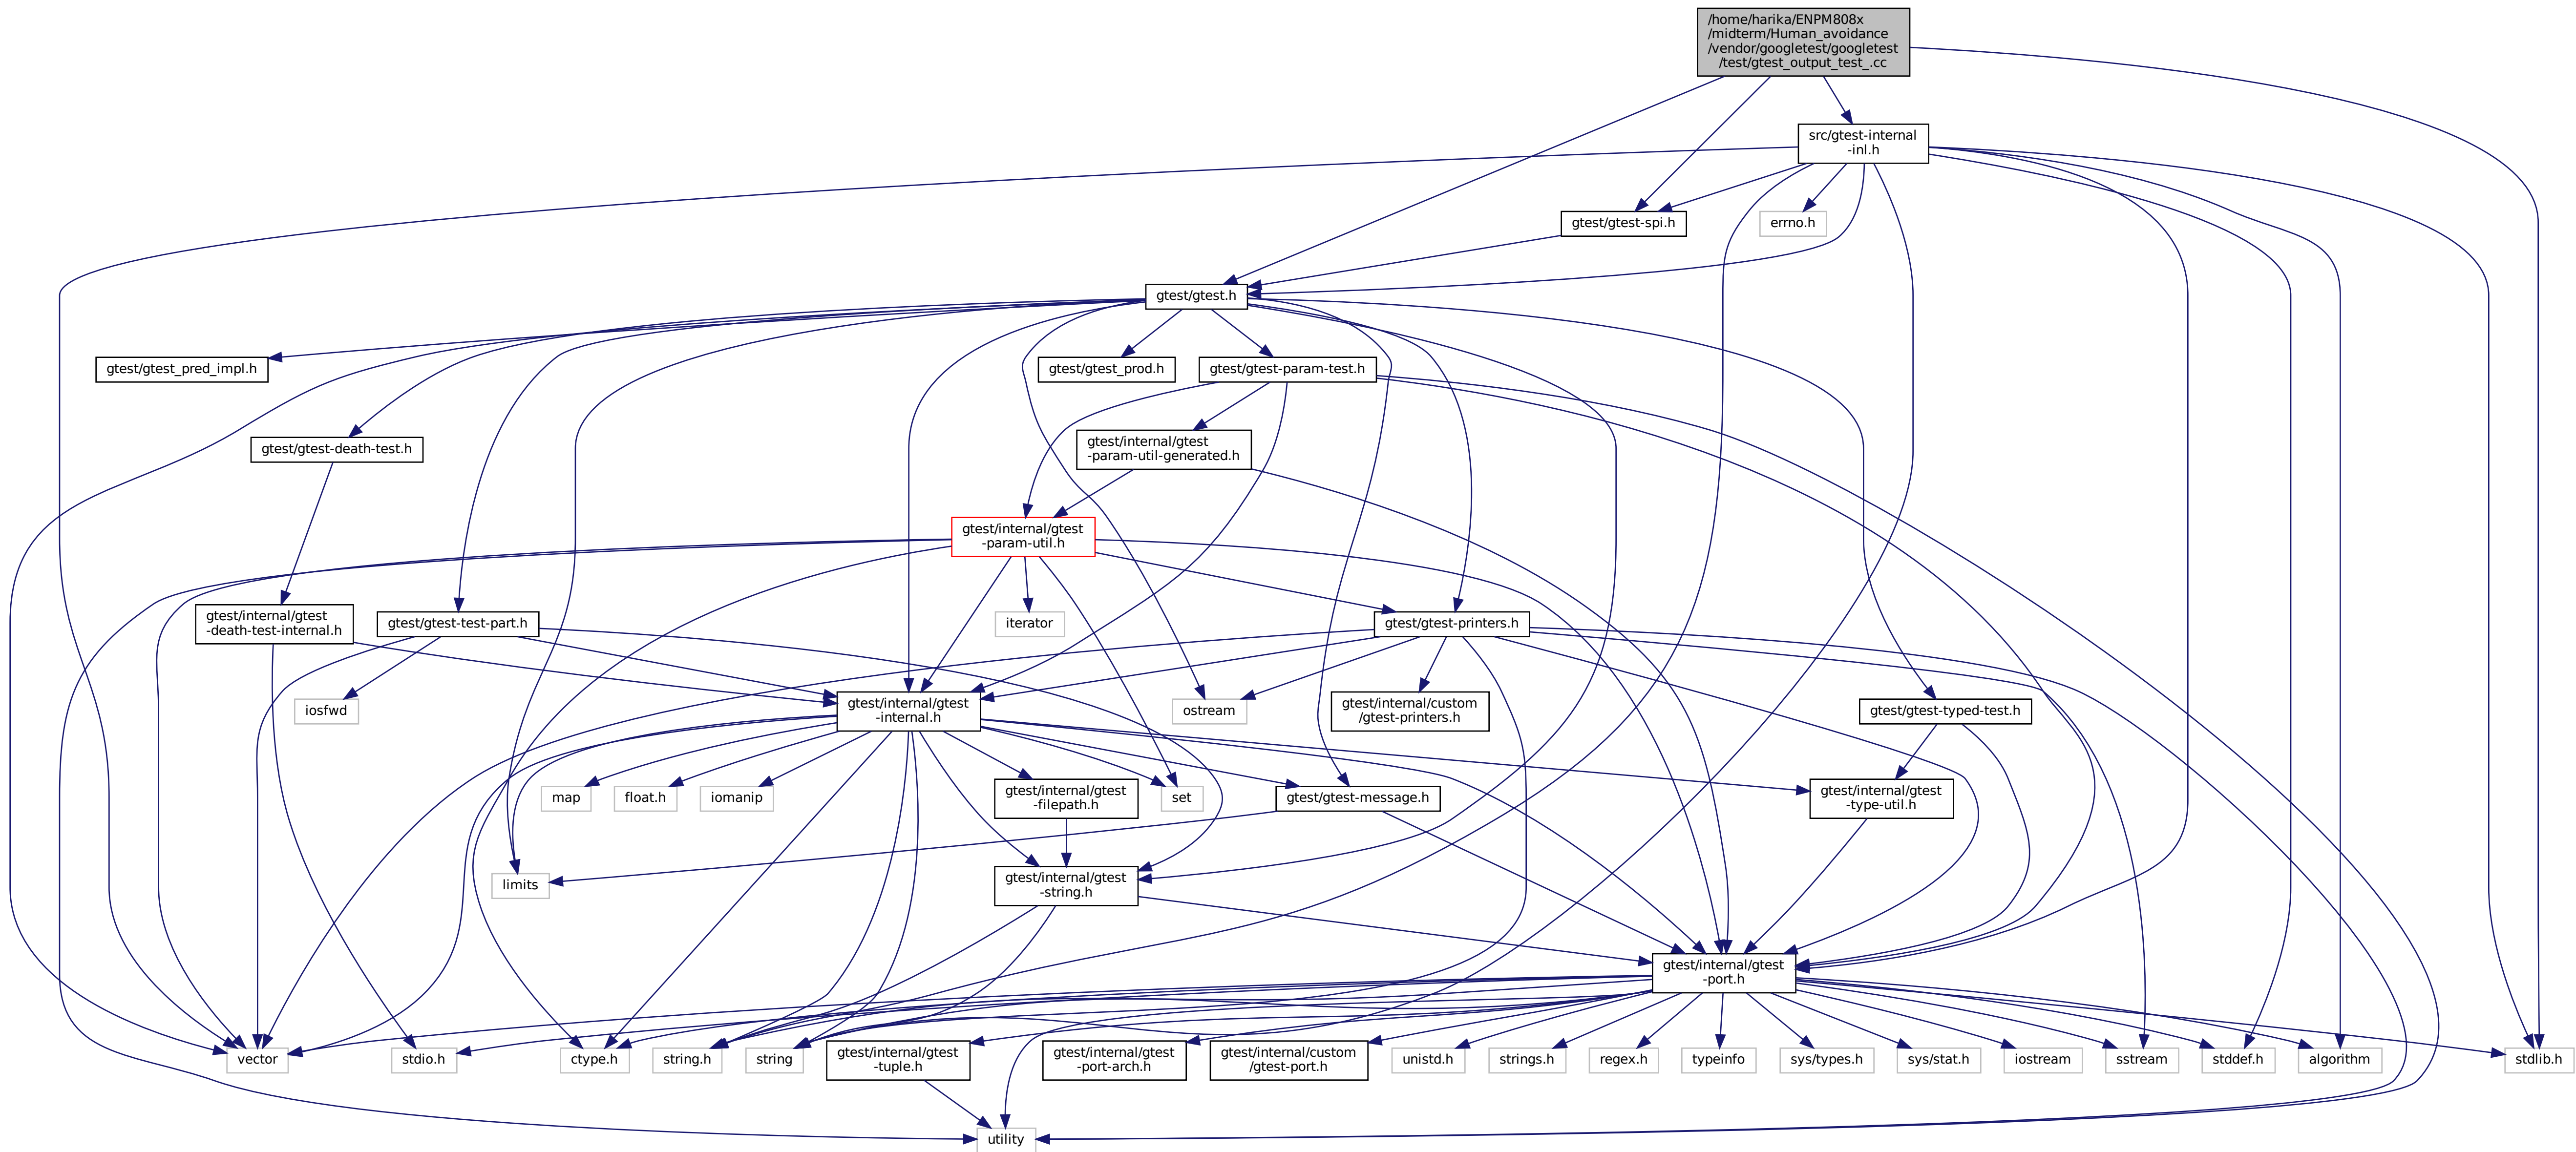 /home/harika/ENPM808x
/midterm/Human_avoidance
/vendor/googletest/googletest
/test/gtest_output_test_.cc
src/gtest-internal
-inl.h
gtest/gtest-spi.h
errno.h
gtest/gtest.h
gtest/gtest_pred_impl.h
gtest/gtest_prod.h
gtest/gtest-param-test.h
gtest/gtest-death-test.h
gtest/internal/gtest
-param-util-generated.h
gtest/internal/gtest
-param-util.h
gtest/internal/gtest
-death-test-internal.h
gtest/gtest-test-part.h
iterator
gtest/gtest-printers.h
iosfwd
gtest/internal/gtest
-internal.h
ostream
gtest/internal/custom
/gtest-printers.h
gtest/gtest-typed-test.h
map
float.h
iomanip
gtest/internal/gtest
-filepath.h
set
gtest/gtest-message.h
gtest/internal/gtest
-type-util.h
limits
gtest/internal/gtest
-string.h
gtest/internal/gtest
-port.h
vector
stdio.h
ctype.h
string.h
string
gtest/internal/gtest
-tuple.h
gtest/internal/gtest
-port-arch.h
gtest/internal/custom
/gtest-port.h
unistd.h
strings.h
regex.h
typeinfo
sys/types.h
sys/stat.h
iostream
sstream
stddef.h
algorithm
stdlib.h
utility